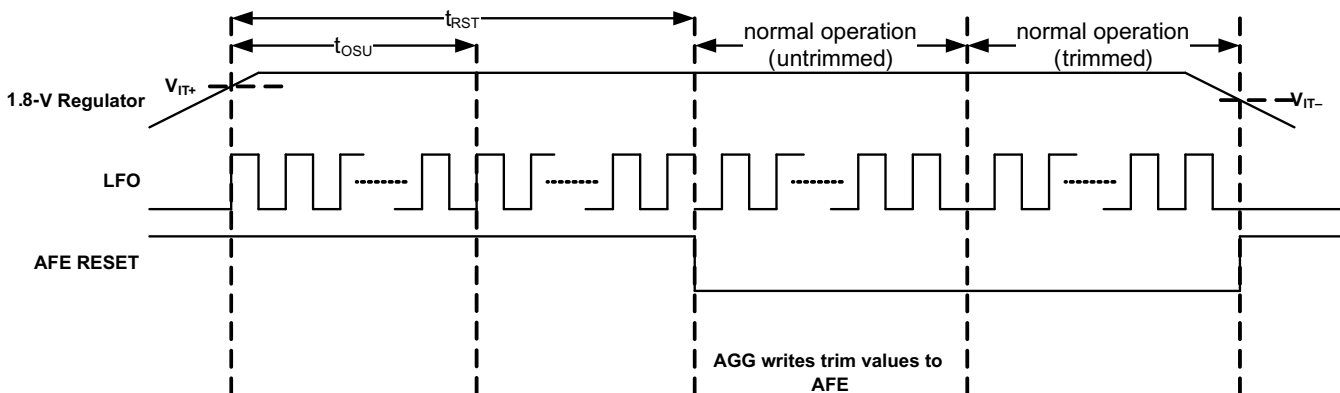 tRST
tOSU
normal operation
(untrimmed)
normal operation
(trimmed)
VIT+
1.8-V Regulator
VIT–
LFO
AFE RESET
AGG writes trim values to
AFE